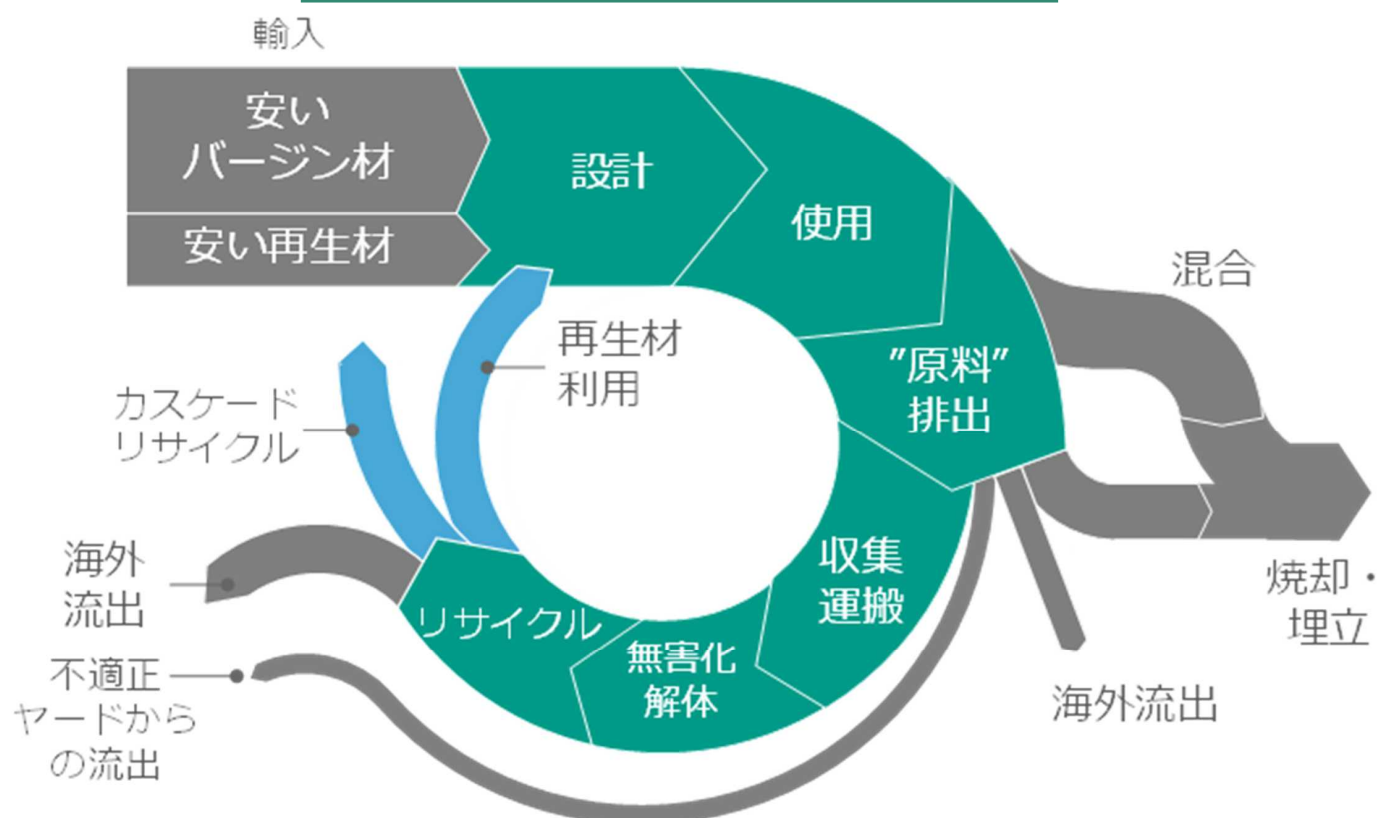 輸入
安い
バージン材
安い再生材
設計
使用
"原料"
排出
混合
焼却・
埋立
海外流出
収集
運搬
無害化
解体
リサイクル
再生材
利用
カスケード
リサイクル
海外
流出
不適正
ヤードから
の流出